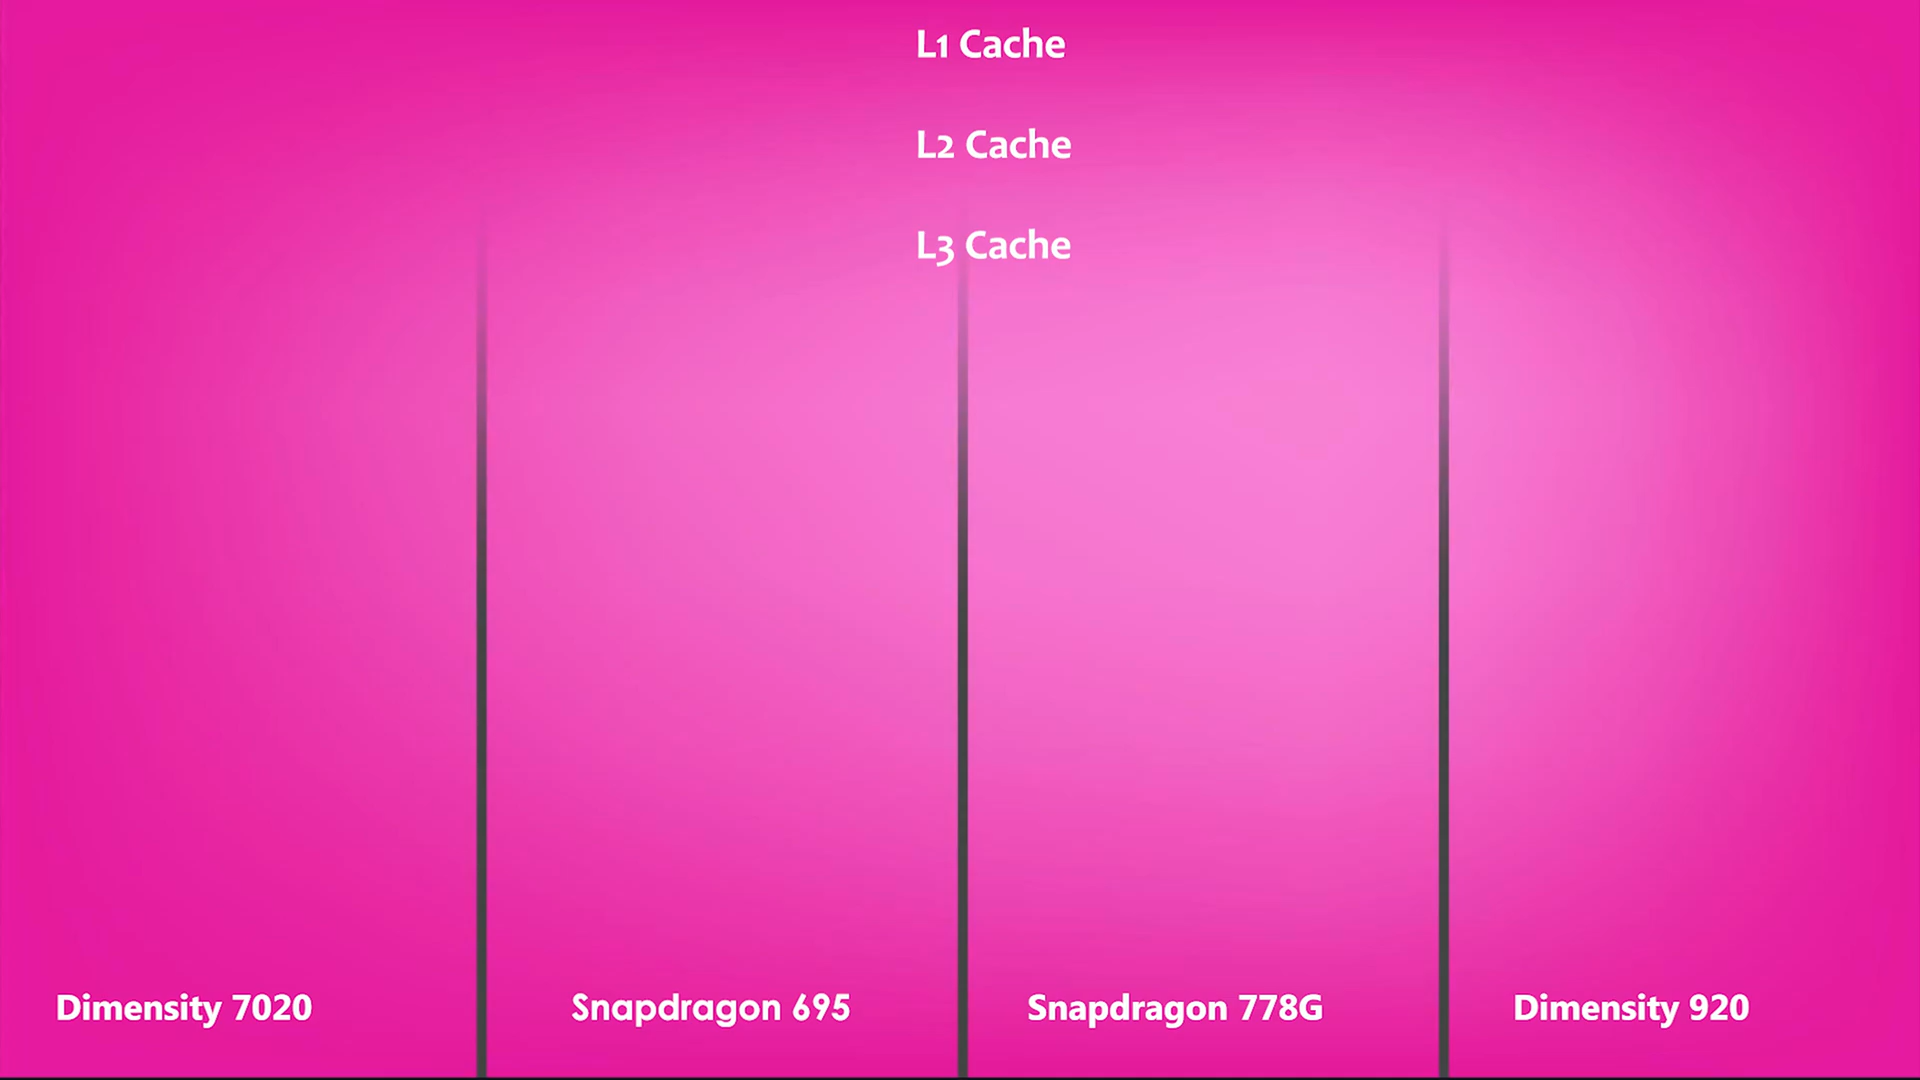 L1 Cache
L2 Cache
L3 Cache
Dimensity 7020
Snapdragon 695
Snapdragon 778G
Dimensity 920